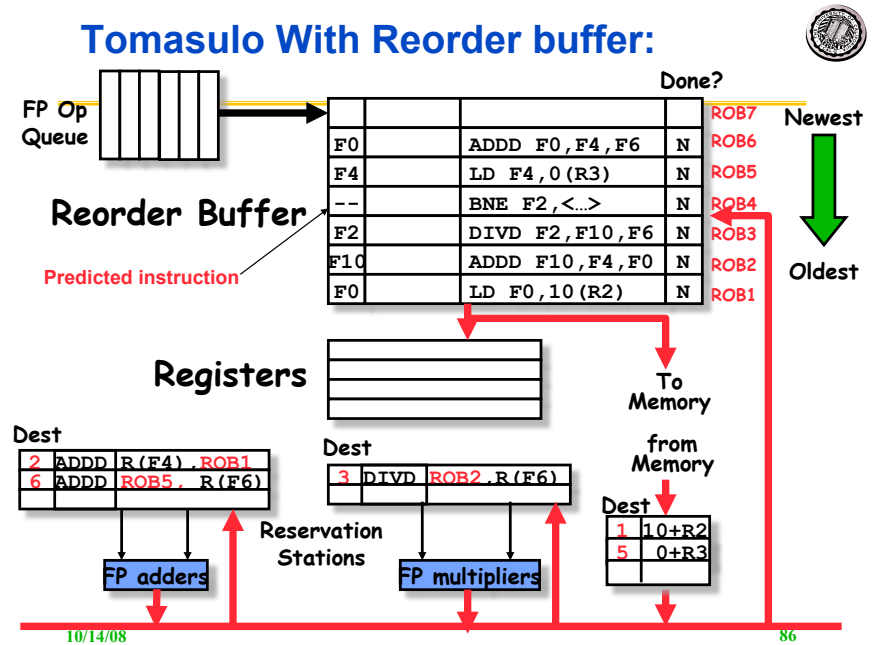 Tomasulo With Reorder buffer:
Done?
FP Op
Queue
ROB7
Newest
F0 ADDD F0,F4,F6 N ROB6
F4 LD F4,0(R3) N ROB5
-- BNE F2,<…> N ROB4
F2 DIVD F2,F10,F6 N ROB3
F10 ADDD F10,F4,F0 N ROB2
F0 LD F0,10(R2) N ROB1
Reorder Buffer
Predicted instruction
Oldest
Registers
To
Memory
from
Memory
Dest
2 ADDD R(F4),ROB1
6 ADDD ROB5, R(F6)
Dest
3 DIVD ROB2,R(F6)
Dest
1 10+R2
5 0+R3
Reservation
Stations
FP adders
FP multipliers
10/14/08
86